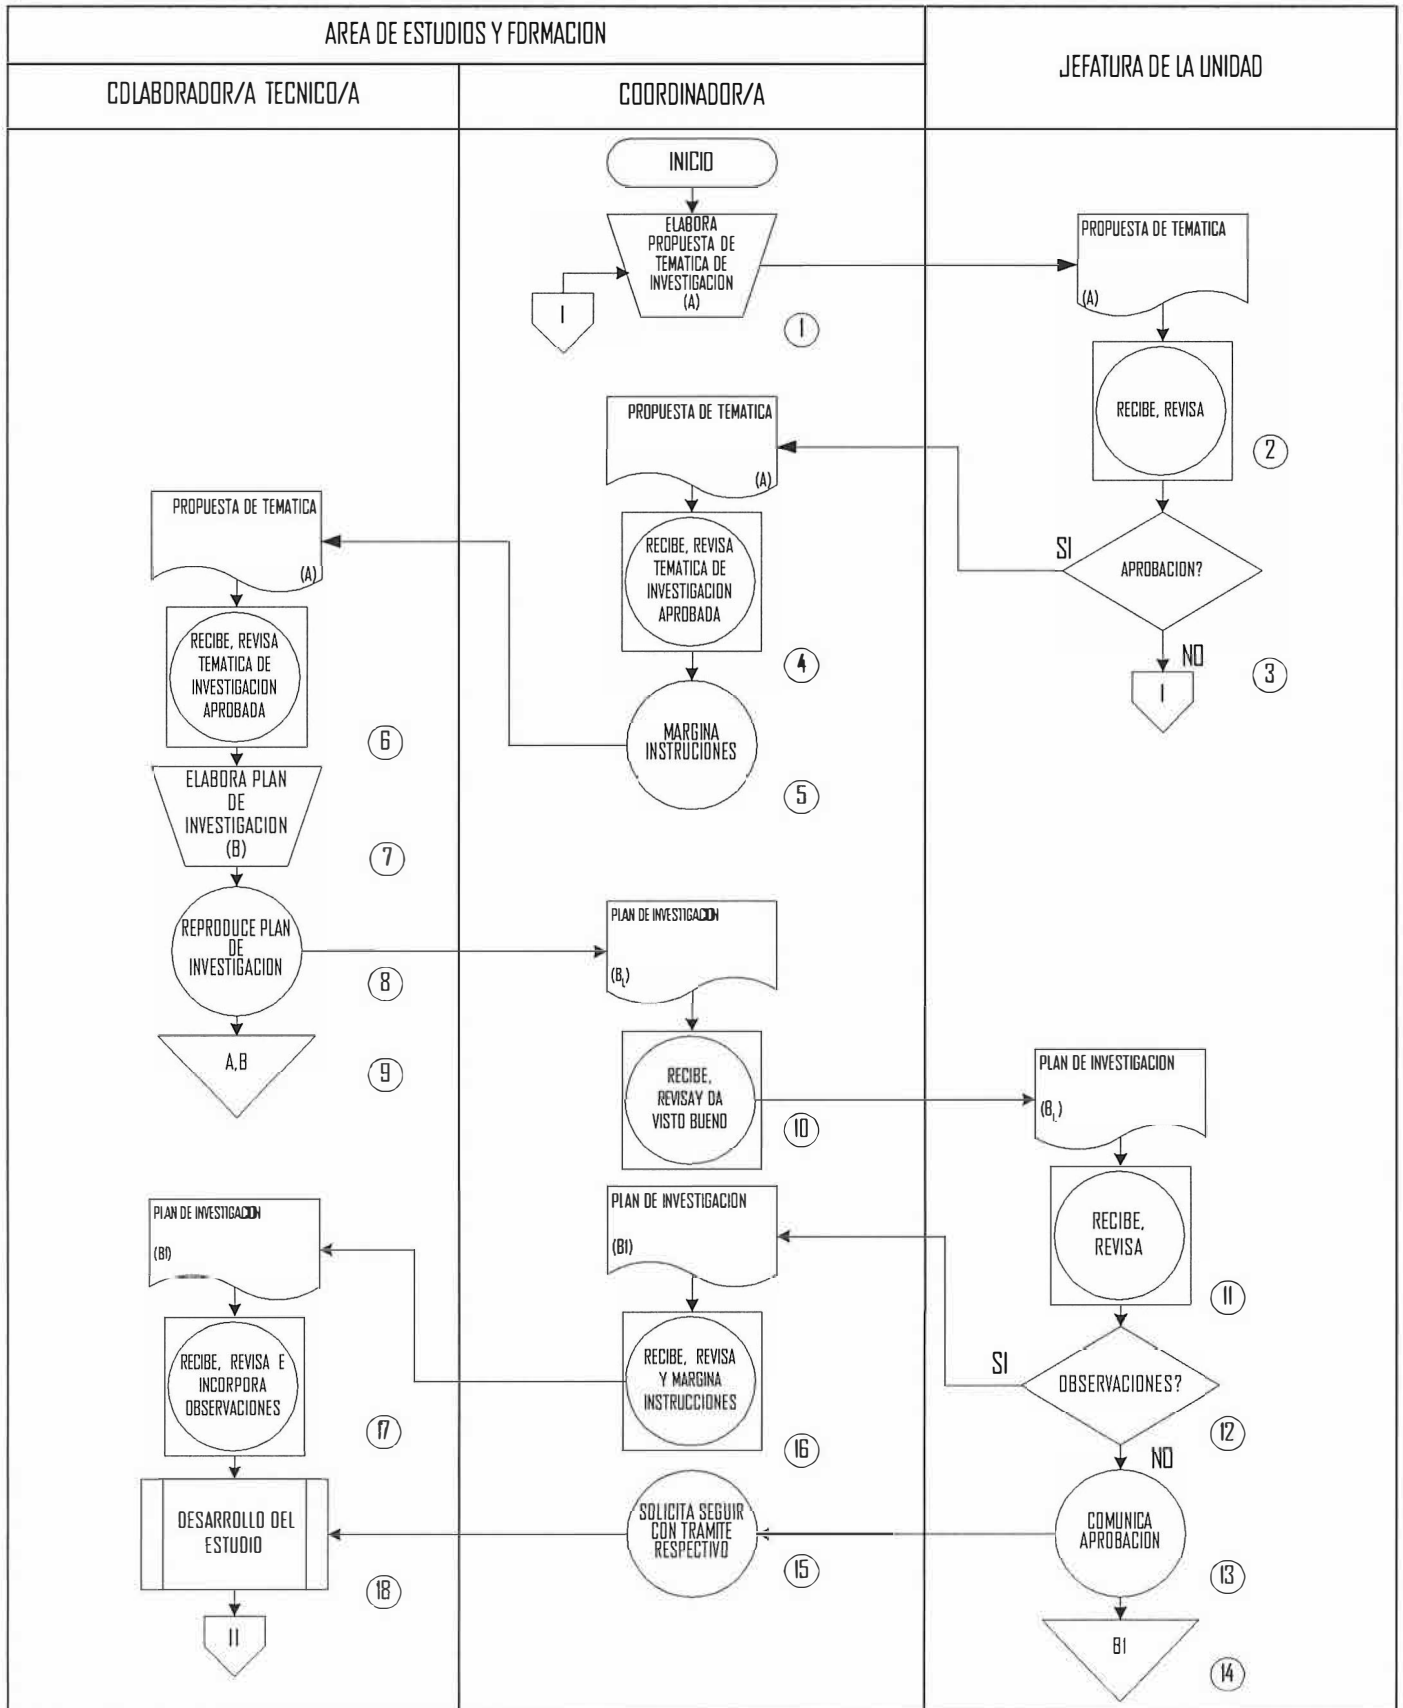 AREA DE ESTUDIOS Y FORMACION
JEFATURA DE LA UNIDAD
COLABORADOR/A TECNICO/A
COORDINADOR/A
INICIO
ELABORA
PROPUESTA DE
TEMATICA DE
INVESTIGACION
(A)
I
1
PROPUESTA DE TEMATICA
(A)
RECIBE, REVISA
2
APROBACION?
SI
NO
3
I
PROPUESTA DE TEMATICA
(A)
RECIBE, REVISA
TEMATICA DE
INVESTIGACION
APROBADA
4
MARGINA
INSTRUCIONES
5
PROPUESTA DE TEMATICA
(A)
RECIBE, REVISA
TEMATICA DE
INVESTIGACION
APROBADA
6
ELABORA PLAN
DE
INVESTIGACION
(B)
7
REPRODUCE PLAN
DE
INVESTIGACION
8
A,B
9
PLAN DE INVESTIGACION
(B1)
RECIBE,
REVISAY DA
VISTO BUENO
10
PLAN DE INVESTIGACION
(B1)
RECIBE,
REVISA
11
OBSERVACIONES?
SI
NO
12
COMUNICA
APROBACION
13
B1
14
SOLICITA SEGUIR
CON TRAMITE
RESPECTIVO
15
PLAN DE INVESTIGACION
(B1)
RECIBE, REVISA
Y MARGINA
INSTRUCCIONES
16
PLAN DE INVESTIGACION
(B1)
RECIBE, REVISA E
INCORPORA
OBSERVACIONES
17
DESARROLLO DEL
ESTUDIO
18
II